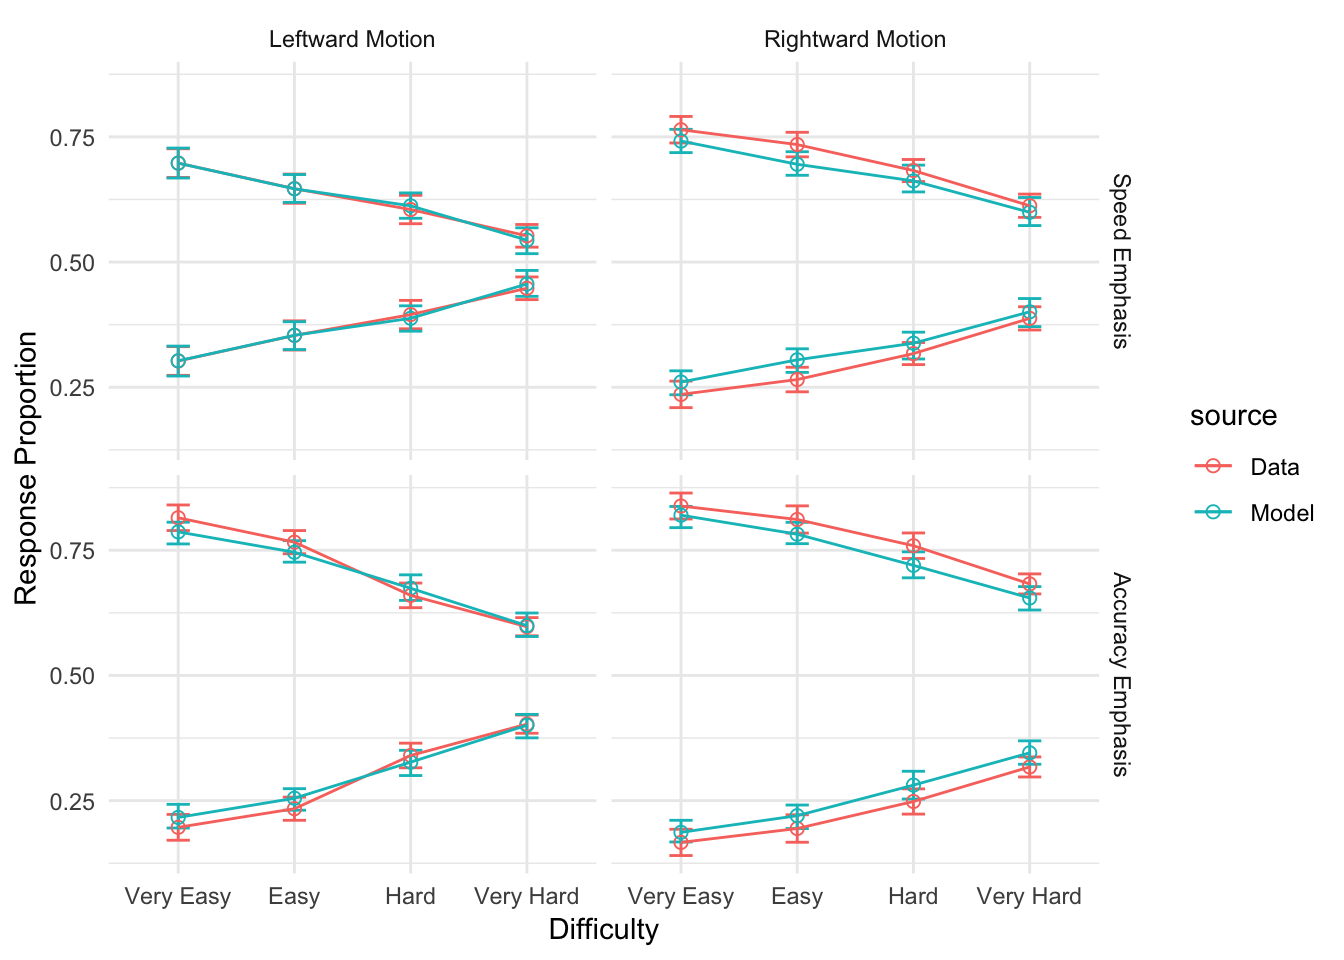 Leftward Motion
Rightward Motion
0.75
0.50
0.25
Speed Emphasis
0.75
0.50
0.25
Accuracy Emphasis
Response Proportion
Very Easy
Easy
Hard
Very Hard
Very Easy
Easy
Hard
Very Hard
Difficulty
source
Data
Model